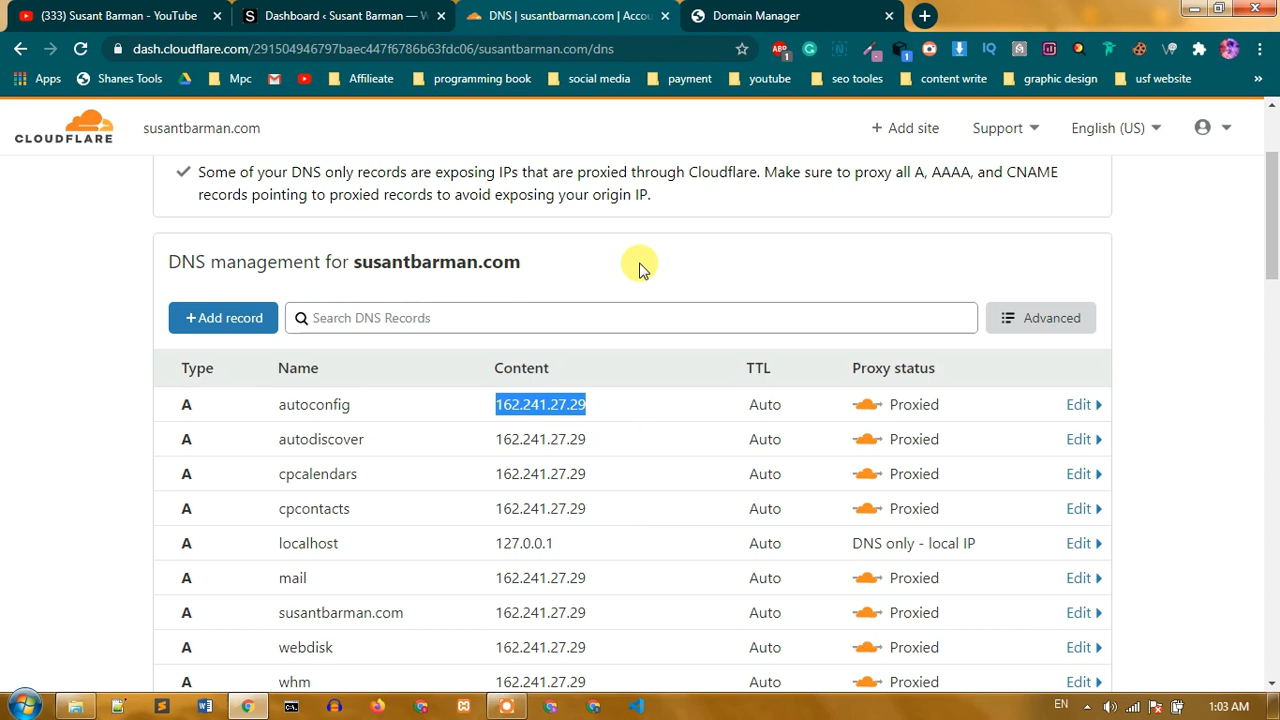 (333) Susant Barman - YouTube
Dashboard ‹ Susant Barman — W
DNS | susantbarman.com | Accou
Domain Manager
dash.cloudflare.com/291504946797baec447f6786b63fdc06/susantbarman.com/dns
Apps
Shanes Tools
Mpc
Affilieate
programming book
social media
payment
youtube
seo tooles
content write
graphic design
usf website
»
CLOUDFLARE
susantbarman.com
+ Add site
Support
English (US)
Some of your DNS only records are exposing IPs that are proxied through Cloudflare. Make sure to proxy all A, AAAA, and CNAME
records pointing to proxied records to avoid exposing your origin IP.
DNS management for susantbarman.com
+Add record
Search DNS Records
Advanced
Type Name Content TTL Proxy status
A autoconfig 162.241.27.29 Auto Proxied Edit
A autodiscover 162.241.27.29 Auto Proxied Edit
A cpcalendars 162.241.27.29 Auto Proxied Edit
A cpcontacts 162.241.27.29 Auto Proxied Edit
A localhost 127.0.0.1 Auto DNS only - local IP Edit
A mail 162.241.27.29 Auto Proxied Edit
A susantbarman.com 162.241.27.29 Auto Proxied Edit
A webdisk 162.241.27.29 Auto Proxied Edit
A whm 162.241.27.29 Auto Proxied Edit
EN
1:03 AM